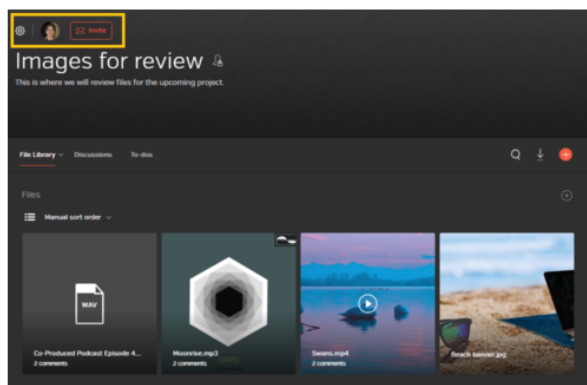 Invite
Images for review
This is where we will review files for the upcoming project.
File Library
Discussions
To-dos
Files
Manual sort order
WAV
Co-Produced Podcast Episode 4...
2 comments
Moonrise.mp3
2 comments
Swans.mp4
2 comments
Beach banner.jpg